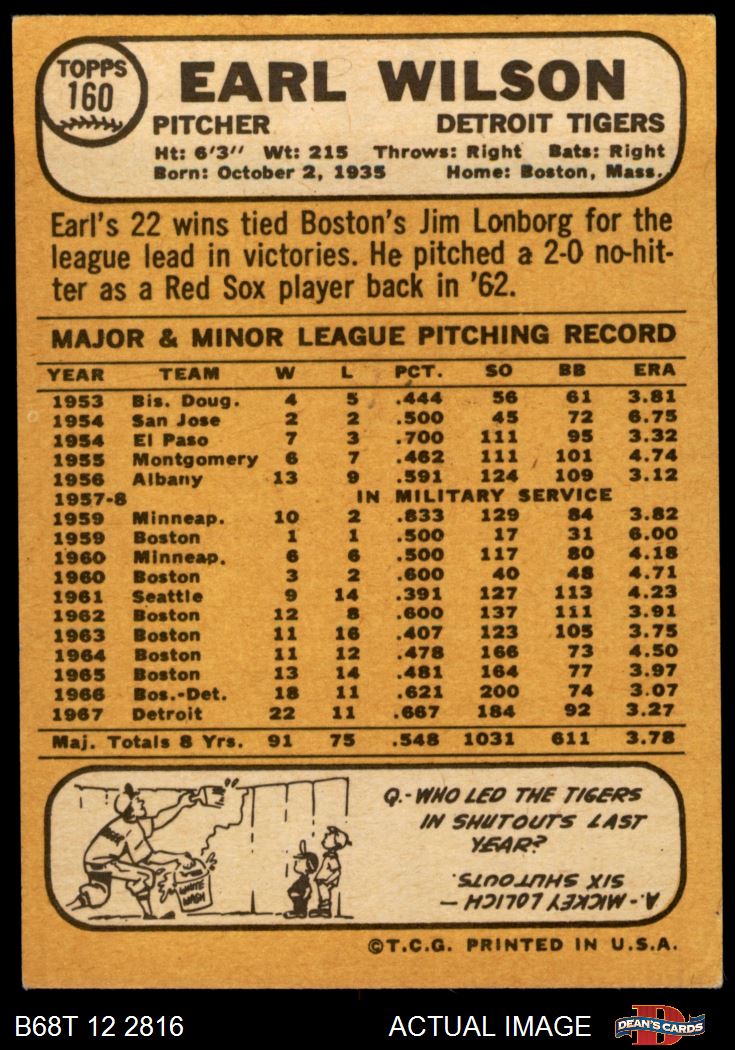 TOPPS
160
EARL WILSON
PITCHER DETROIT TIGERS
Ht: 6'3" Wt: 215 Throws: Right Bats: Right
Born: October 2, 1935 Home: Boston, Mass.
Earl's 22 wins tied Boston's Jim Lonborg for the
league lead in victories. He pitched a 2-0 no-hit-
ter as a Red Sox player back in '62.
MAJOR & MINOR LEAGUE PITCHING RECORD
YEAR TEAM W L PCT. SO BB ERA
1953 Bis. Doug. 4 5 .444 56 61 3.81
1954 San Jose 2 2 .500 45 72 6.75
1954 El Paso 7 3 .700 111 95 3.32
1955 Montgomery 6 7 .462 111 101 4.74
1956 Albany 13 9 .591 124 109 3.12
1957-8 IN MILITARY SERVICE
1959 Minneap. 10 2 .833 129 84 3.82
1959 Boston 1 1 .500 17 31 6.00
1960 Minneap. 6 6 .500 117 80 4.18
1960 Boston 3 2 .600 40 48 4.71
1961 Seattle 9 14 .391 127 113 4.23
1962 Boston 12 8 .600 137 111 3.91
1963 Boston 11 16 .407 123 105 3.75
1964 Boston 11 12 .478 166 73 4.50
1965 Boston 13 14 .481 164 77 3.97
1966 Bos.-Det. 18 11 .621 200 74 3.07
1967 Detroit 22 11 .667 184 92 3.27
Maj. Totals 8 Yrs. 91 75 .548 1031 611 3.78
Q.- WHO LED THE TIGERS
IN SHUTOUTS LAST
YEAR?
A.- MICKEY LOLICH —
SIX SHUTOUTS.
WHITE
WASH
©T.C.G. PRINTED IN U.S.A.
B68T 12 2816 ACTUAL IMAGE
D
DEAN'S CARDS